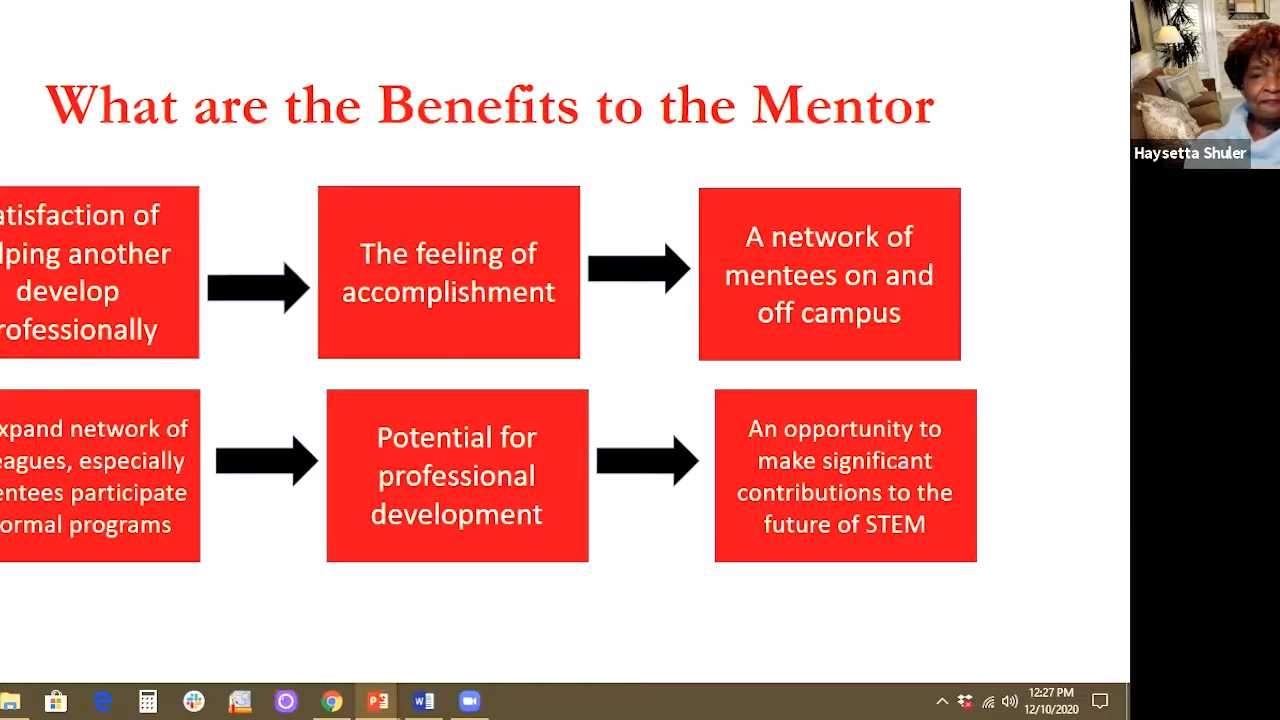 What are the Benefits to the Mentor
Haysetta Shuler
atisfaction of
lping another
develop
rofessionally
The feeling of
accomplishment
A network of
mentees on and
off campus
xpand network of
eagues, especially
entees participate
ormal programs
Potential for
professional
development
An opportunity to
make significant
contributions to the
future of STEM
12:27 PM
12/10/2020